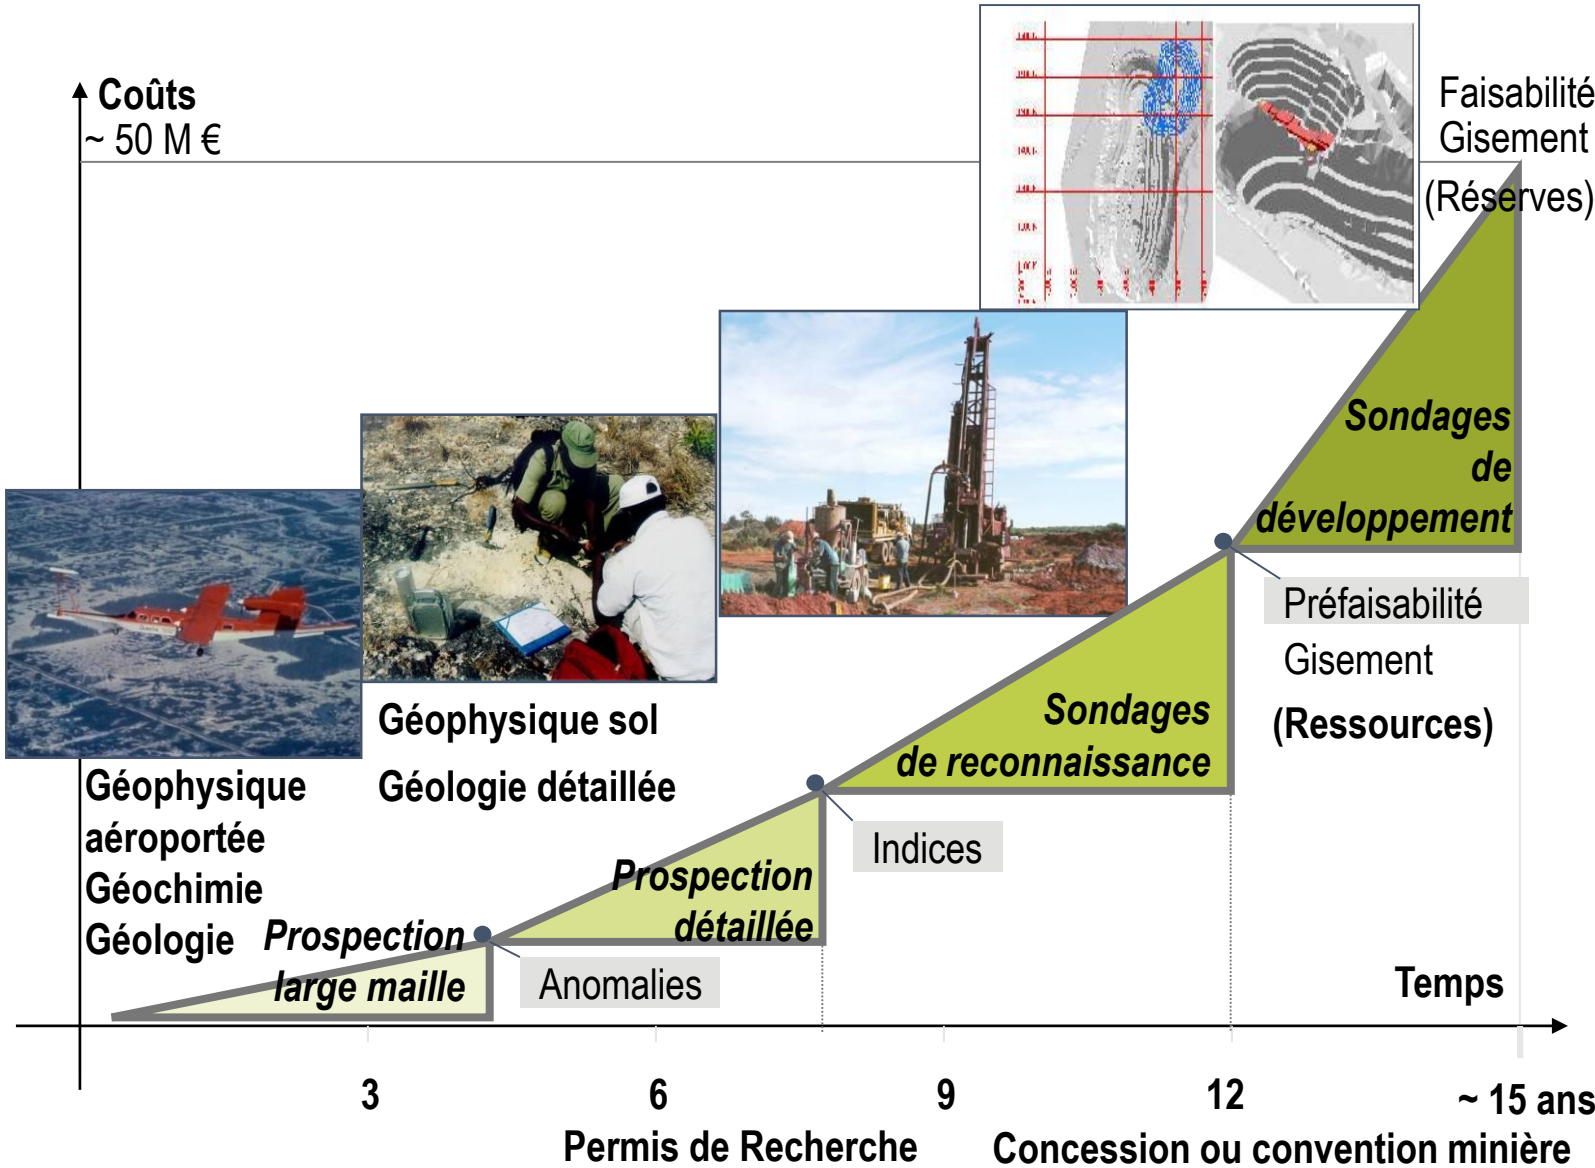 Coûts
~ 50 M €
Faisabilité
Gisement
(Réserves)
Sondages
de
développement
Préfaisabilité
Gisement
(Ressources)
Sondages
de reconnaissance
Géophysique sol
Géologie détaillée
Indices
Géophysique
aéroportée
Géochimie
Géologie
Prospection
détaillée
Prospection
large maille
Anomalies
Temps
3
6
9
12
~ 15 ans
Permis de Recherche
Concession ou convention minière